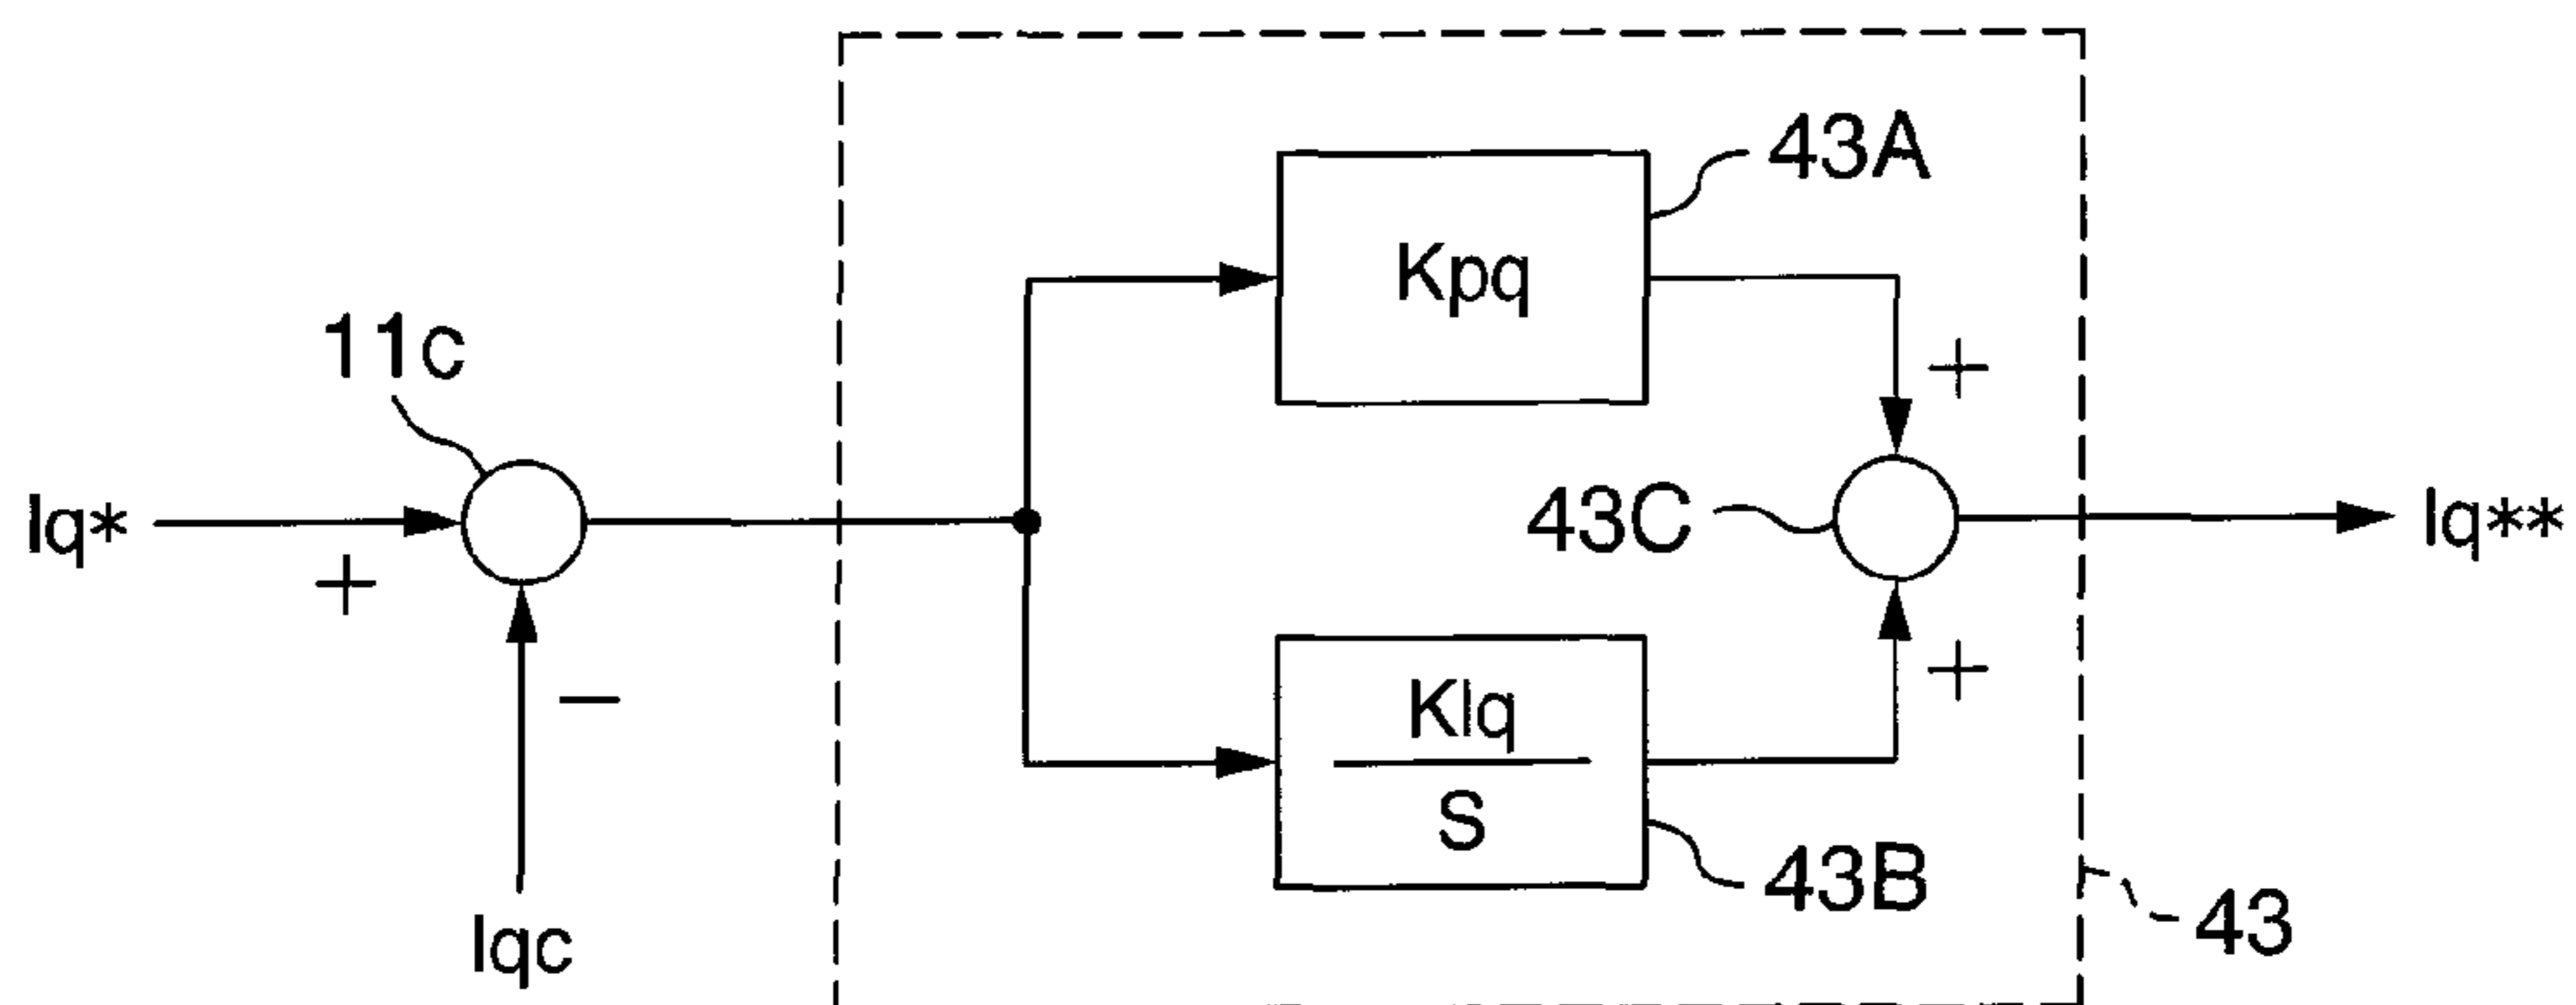 43A
Kpq
11c
+
Iq*
+
43C
Iq**
−
+
KIq
S
43B
Iqc
43